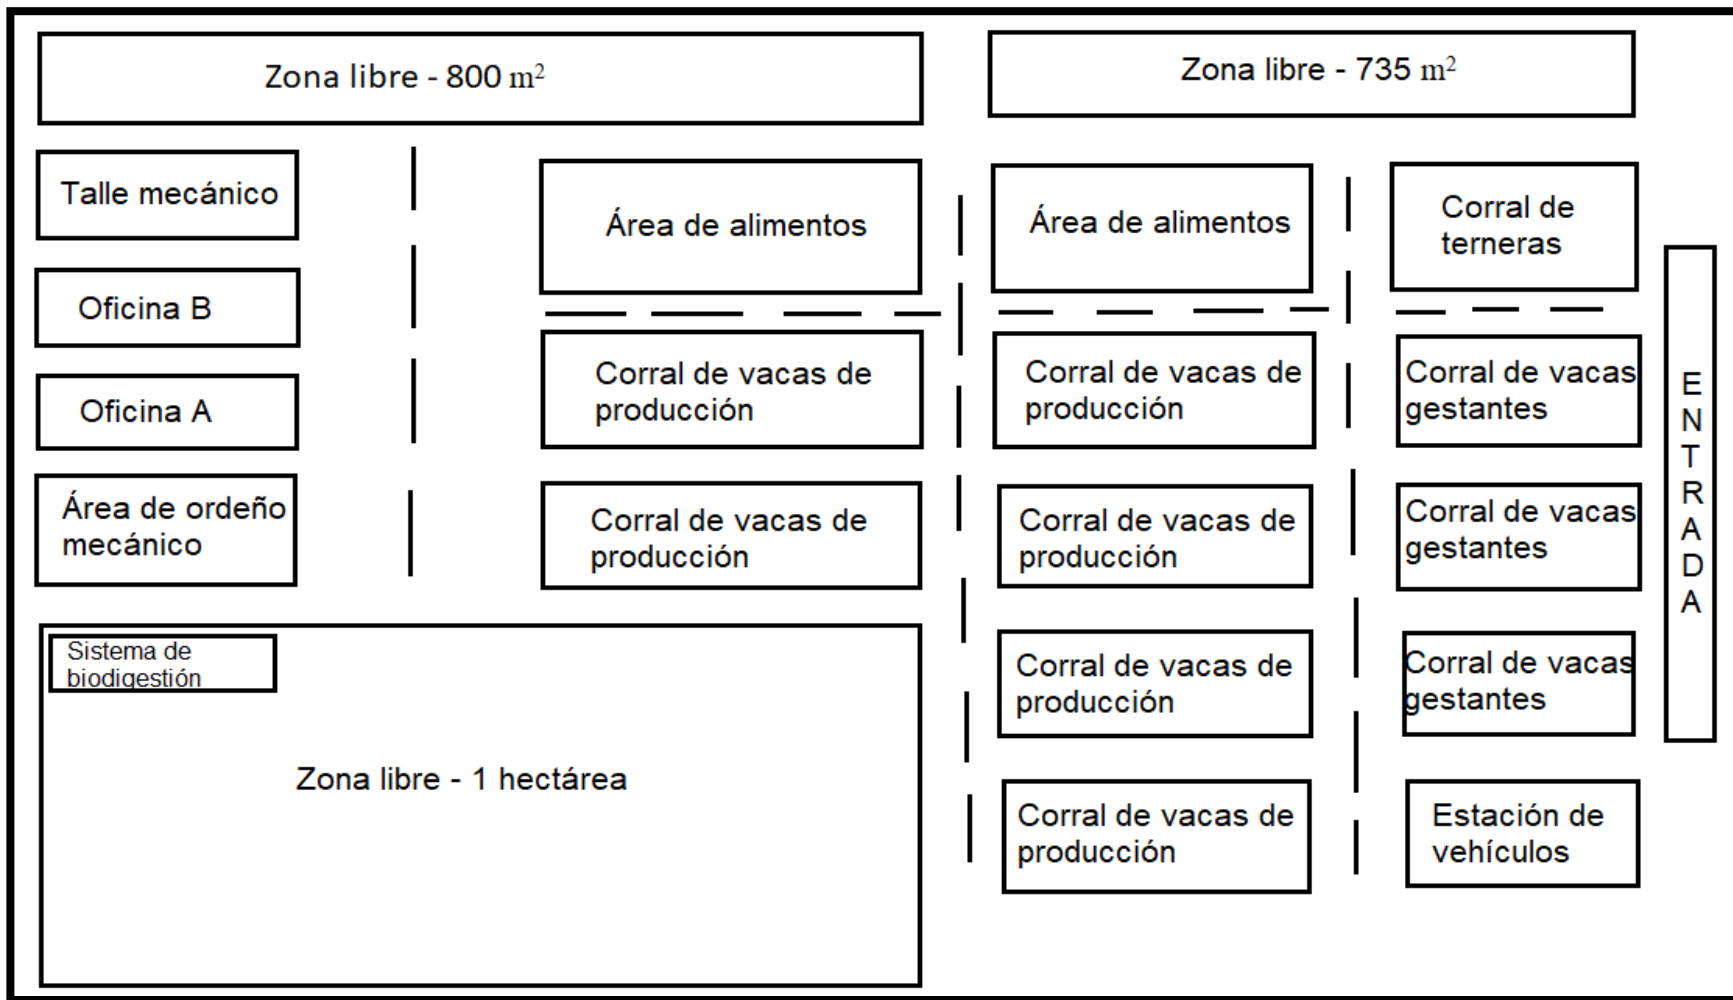 Zona libre - 800 m²
Zona libre - 735 m²
Talle mecánico
Oficina B
Oficina A
Área de ordeño
mecánico
Área de alimentos
Corral de vacas de
producción
Corral de vacas de
producción
Área de alimentos
Corral de vacas de
producción
Corral de vacas de
producción
Corral de vacas de
producción
Corral de vacas de
producción
Corral de
terneras
Corral de vacas
gestantes
Corral de vacas
gestantes
Corral de vacas
gestantes
Estación de
vehículos
ENTRADA
Sistema de
biodigestión
Zona libre - 1 hectárea